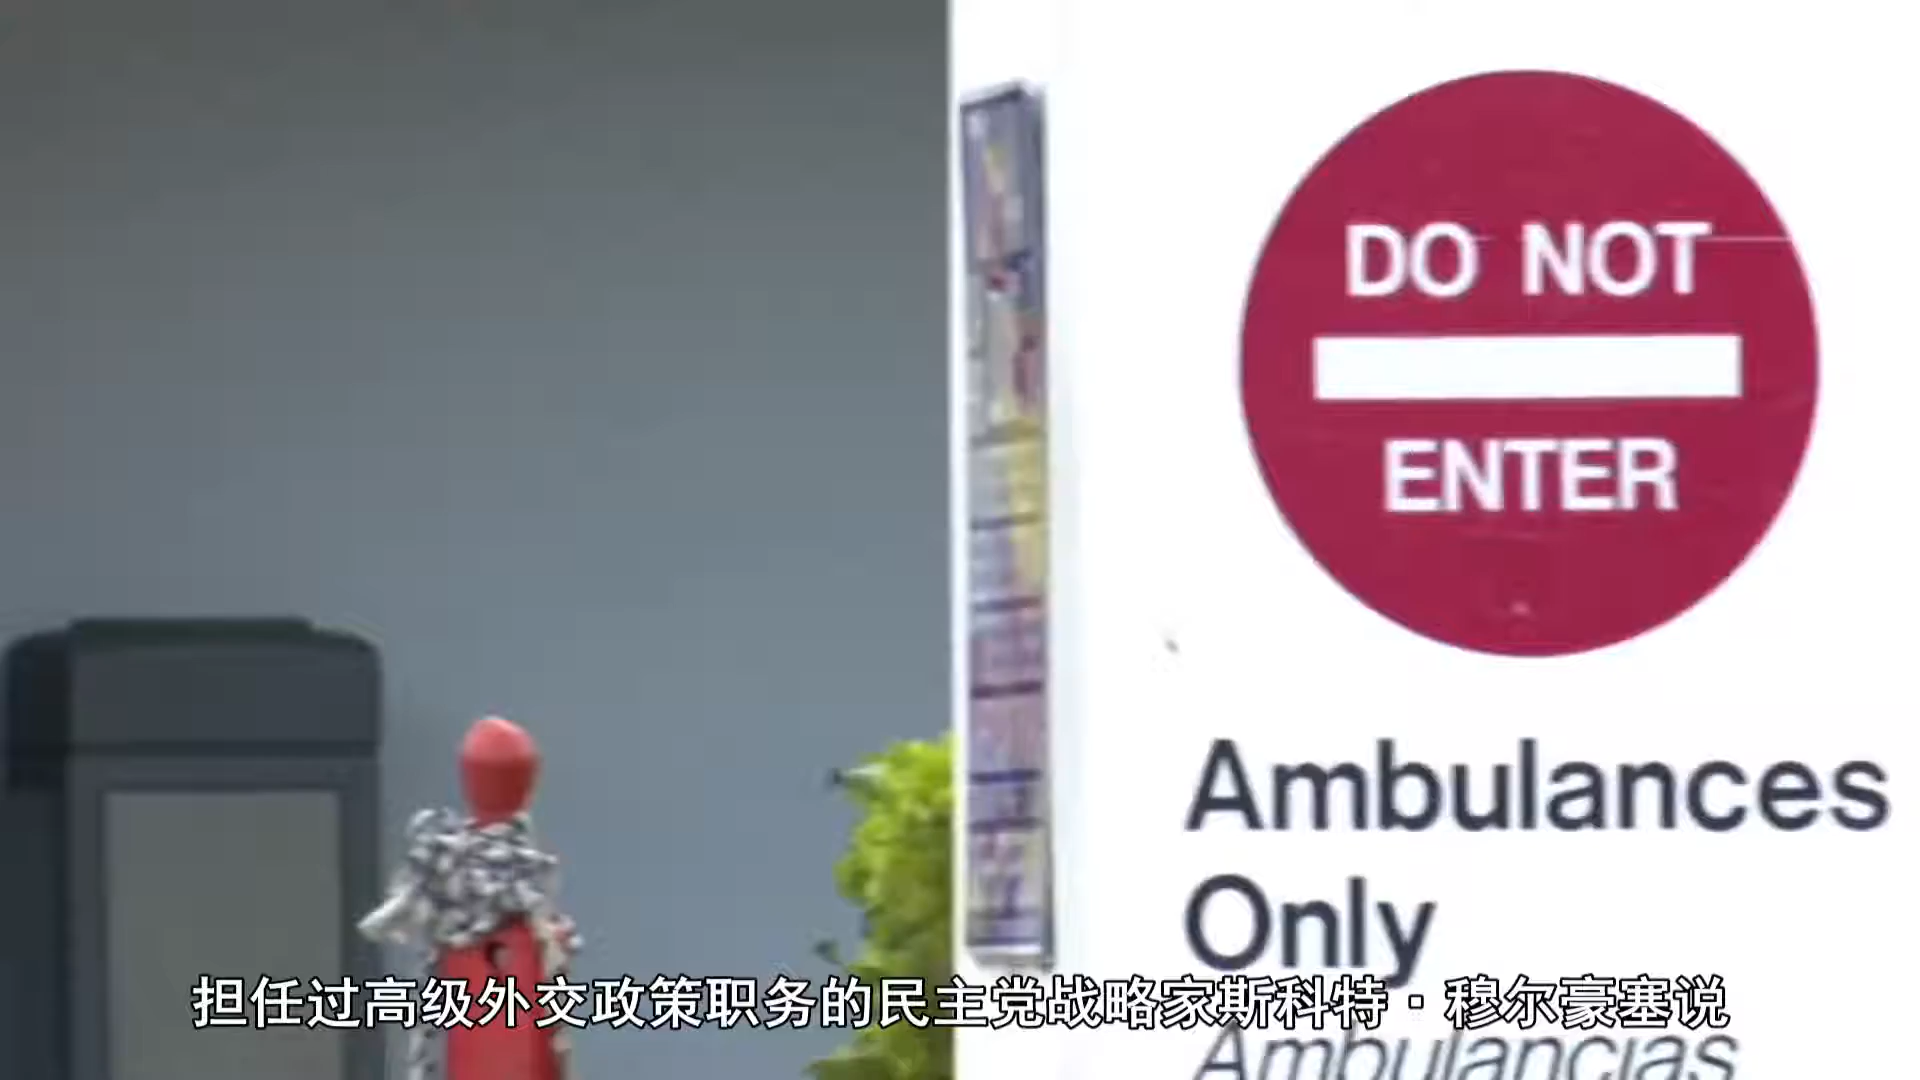 DO NOT
ENTER
Ambulances
Only
担任过高级外交政策职务的民主党战略家斯科特·穆尔豪塞说
Ambulancias